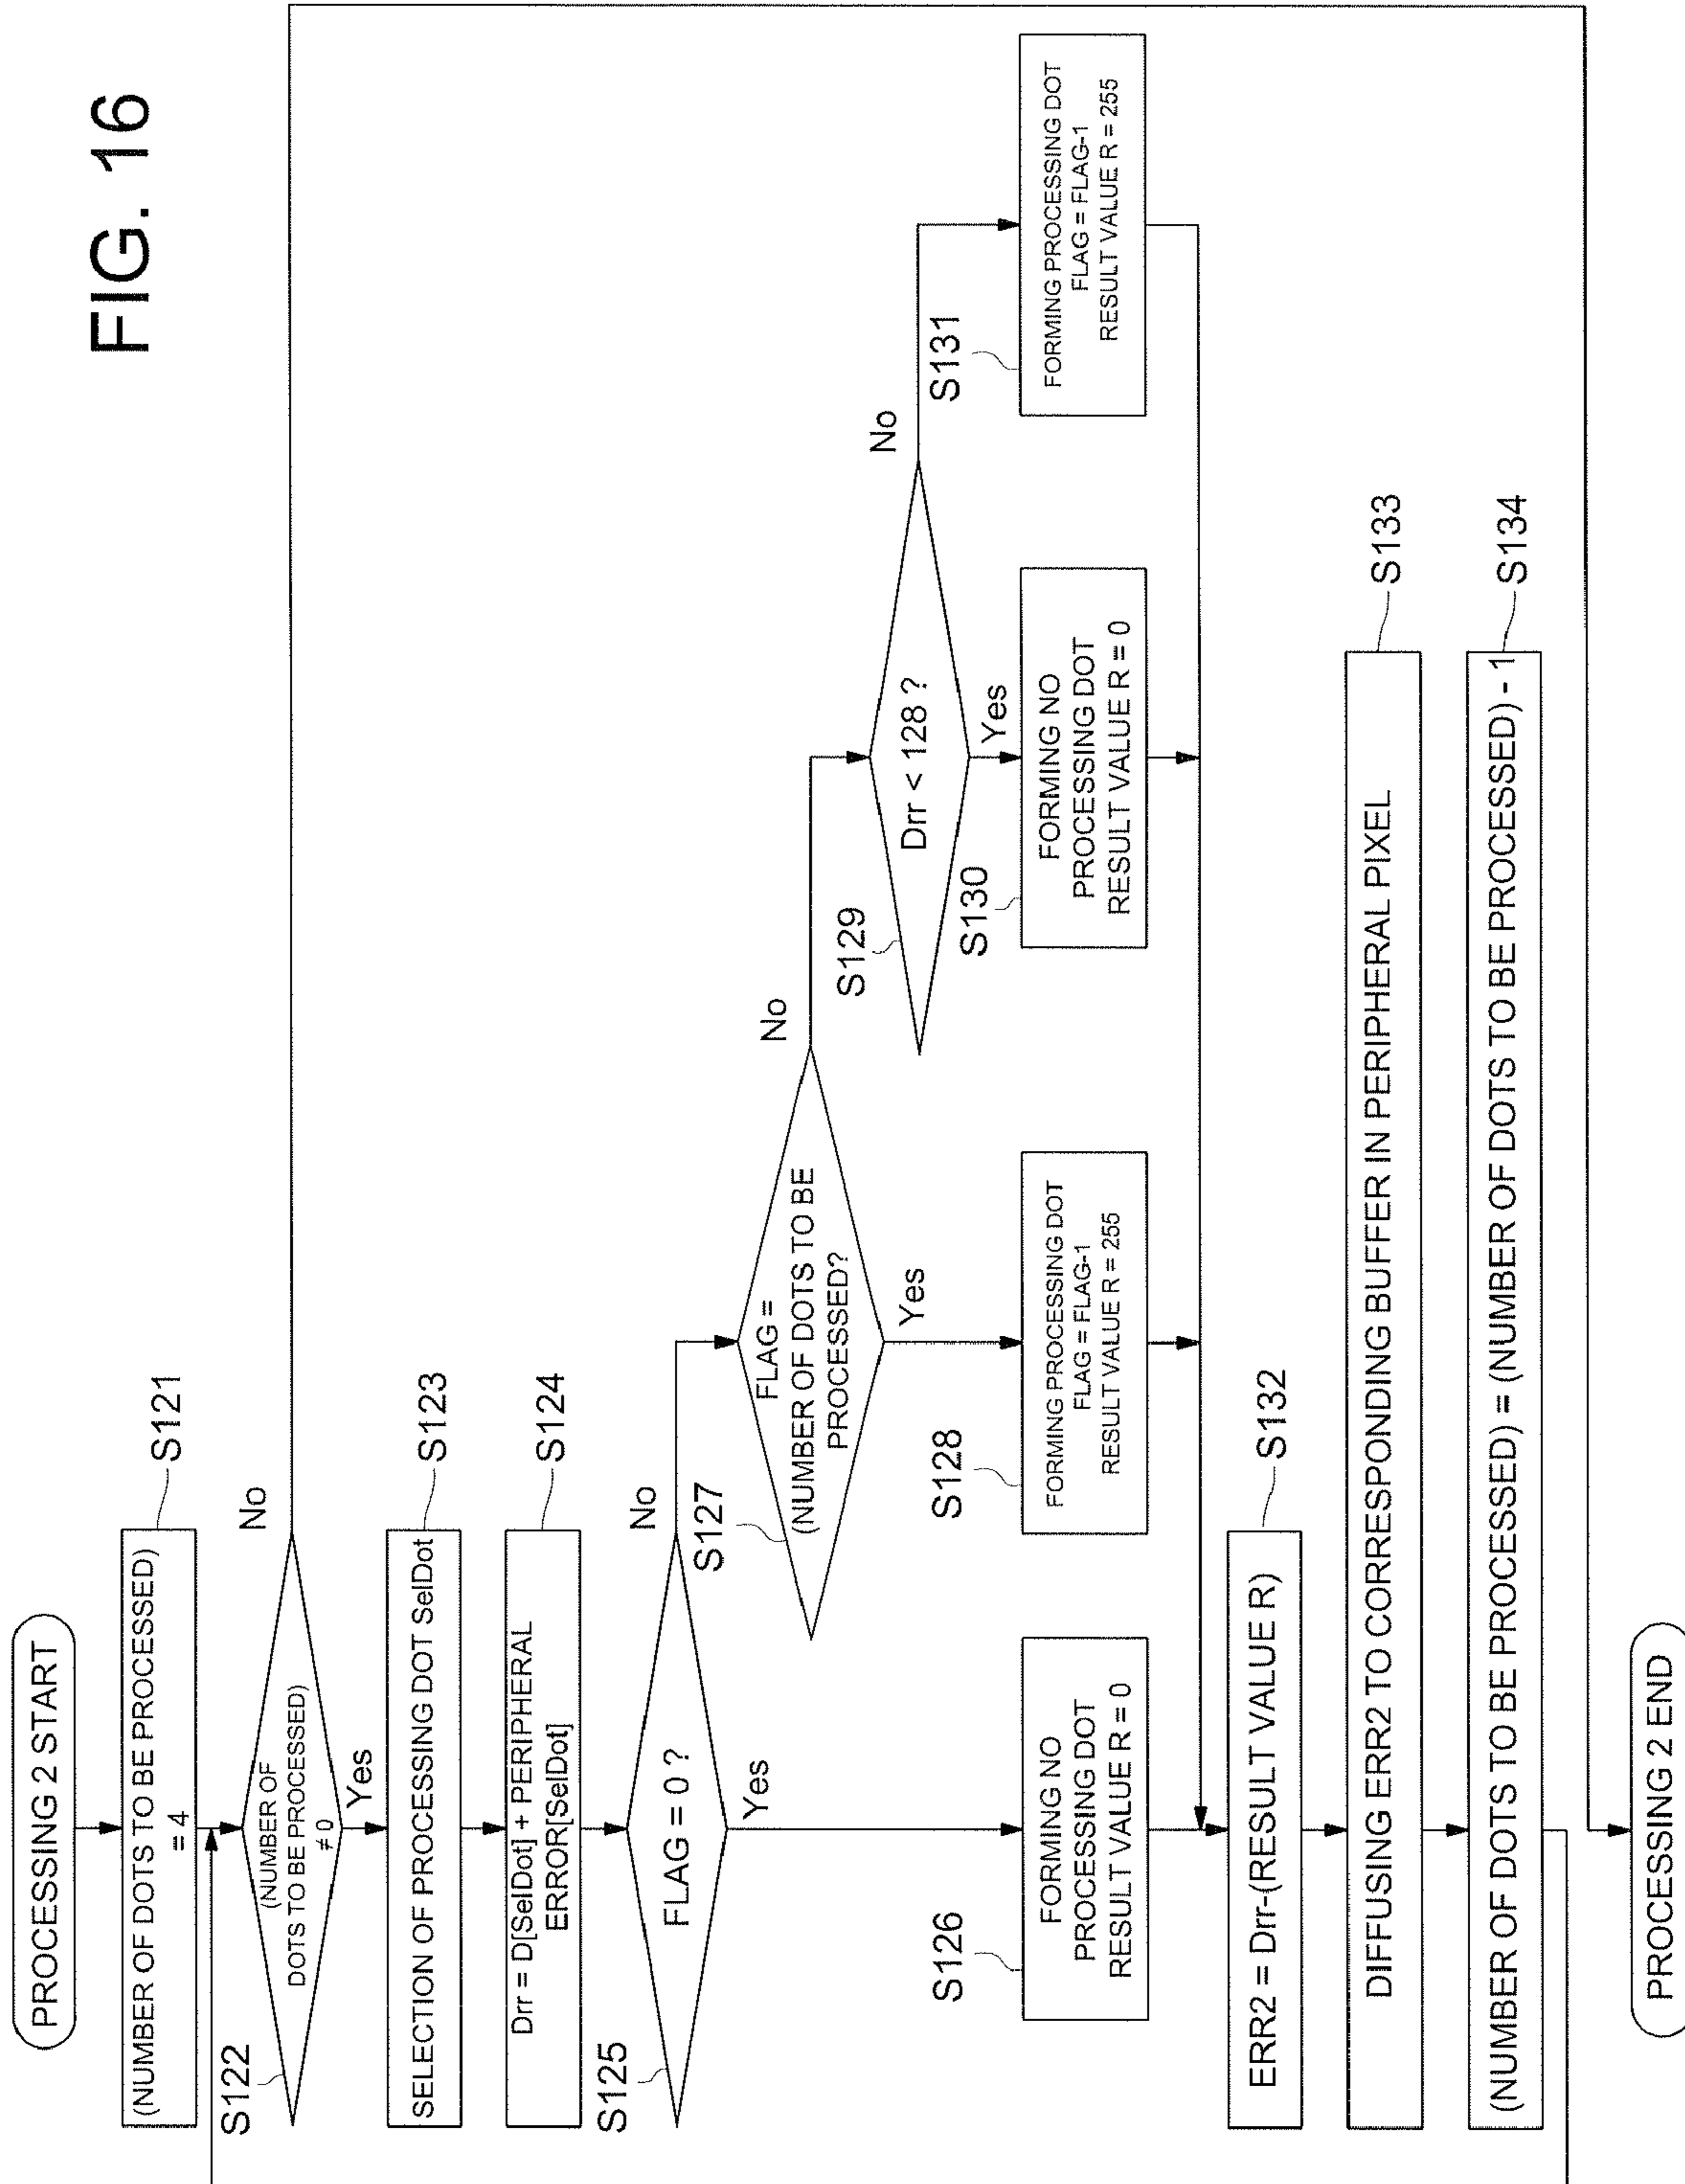 FIG. 16
PROCESSING 2 START
(NUMBER OF DOTS TO BE PROCESSED)
= 4
S121
(NUMBER OF
DOTS TO BE PROCESSED)
≠ 0
S122
No
Yes
SELECTION OF PROCESSING DOT SelDot
S123
Drr = D[SelDot] + PERIPHERAL
ERROR[SelDot]
S124
FLAG = 0 ?
S125
No
Yes
FLAG =
(NUMBER OF DOTS TO BE
PROCESSED?
S127
No
Yes
Drr < 128 ?
S129
No
Yes
S126
FORMING NO
PROCESSING DOT
RESULT VALUE R = 0
S128
FORMING PROCESSING DOT
FLAG = FLAG-1
RESULT VALUE R = 255
S130
FORMING NO
PROCESSING DOT
RESULT VALUE R = 0
S131
FORMING PROCESSING DOT
FLAG = FLAG-1
RESULT VALUE R = 255
ERR2 = Drr-(RESULT VALUE R)
S132
DIFFUSING ERR2 TO CORRESPONDING BUFFER IN PERIPHERAL PIXEL
S133
(NUMBER OF DOTS TO BE PROCESSED) = (NUMBER OF DOTS TO BE PROCESSED) - 1
S134
PROCESSING 2 END